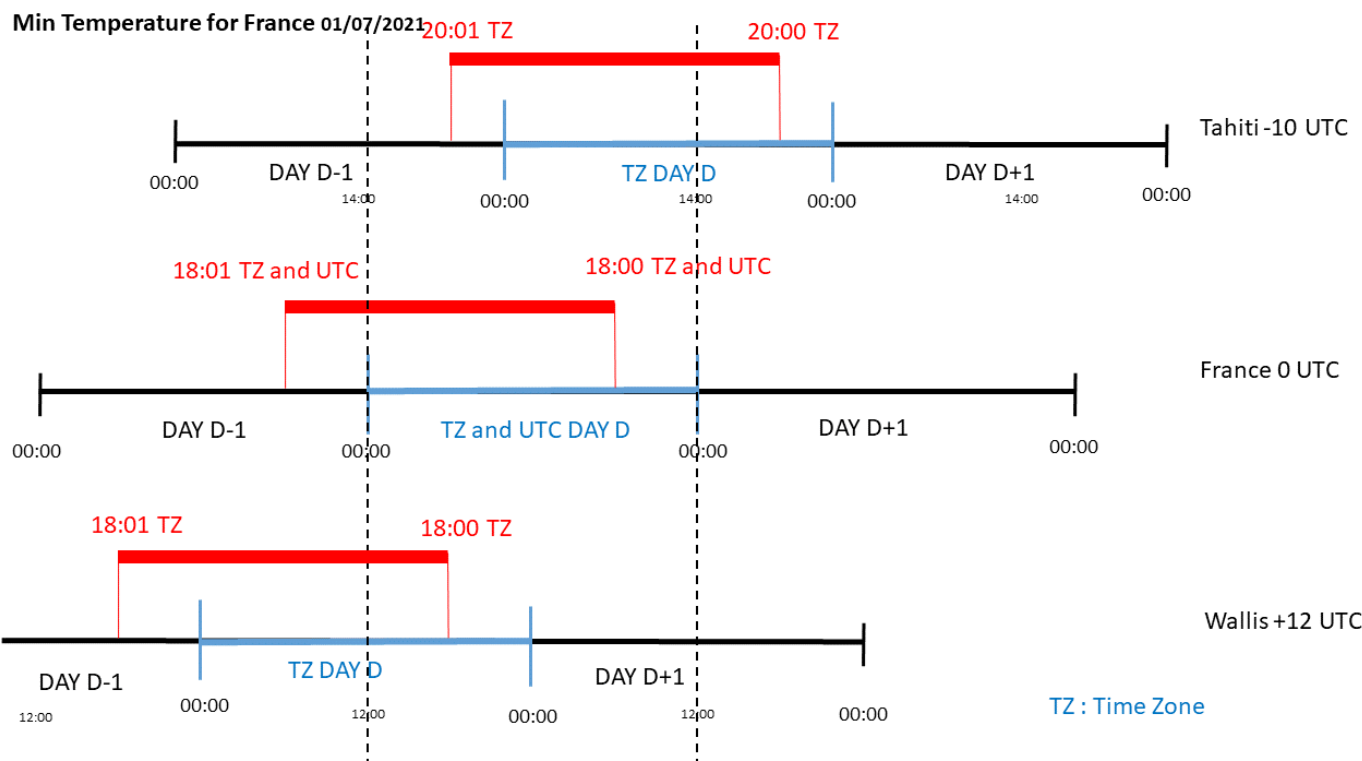 Min Temperature for France 01/07/2021
20:01 TZ
20:00 TZ
Tahiti -10 UTC
DAY D-1
TZ DAY D
DAY D+1
00:00
14:00
00:00
14:00
00:00
14:00
00:00
18:01 TZ and UTC
18:00 TZ and UTC
France 0 UTC
DAY D-1
TZ and UTC DAY D
DAY D+1
00:00
00:00
00:00
00:00
18:01 TZ
18:00 TZ
Wallis +12 UTC
DAY D-1
TZ DAY D
DAY D+1
12:00
00:00
12:00
00:00
12:00
00:00
TZ : Time Zone